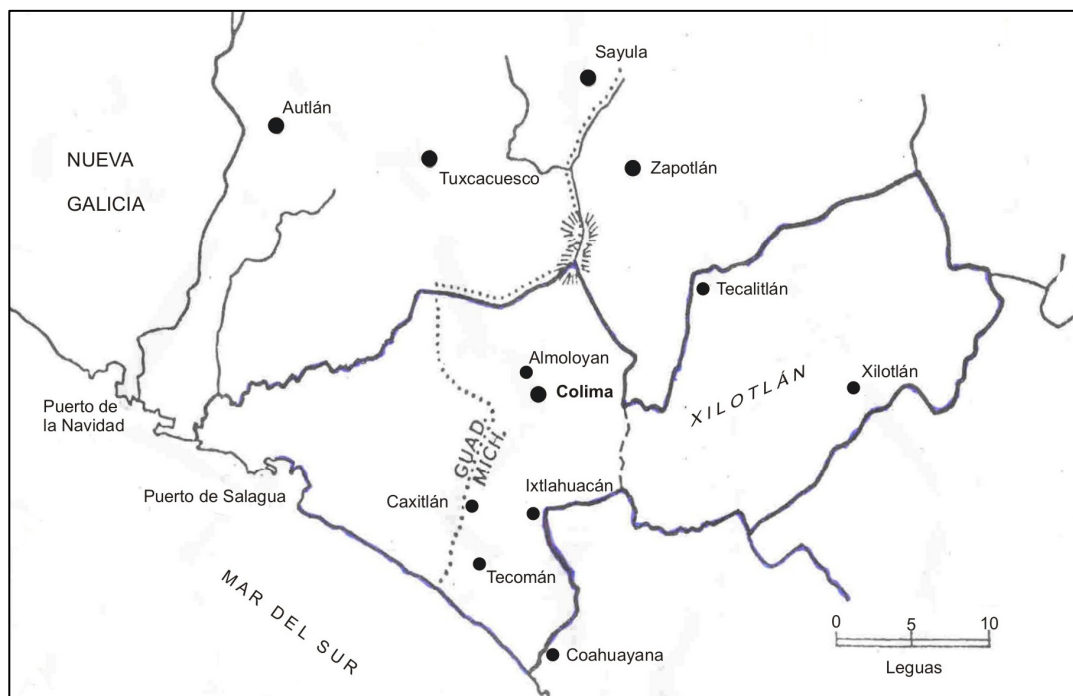 Sayula
Autlán
NUEVA
GALICIA
Tuxcacuesco
Zapotlán
Tecalitlán
Almoloyan
Colima
XILOTLÁN
Xilotlán
Puerto de
la Navidad
GUAD.
MICH.
Puerto de Salagua
Caxitlán
Ixtlahuacán
Tecomán
MAR DEL SUR
Coahuayana
0 5 10
Leguas